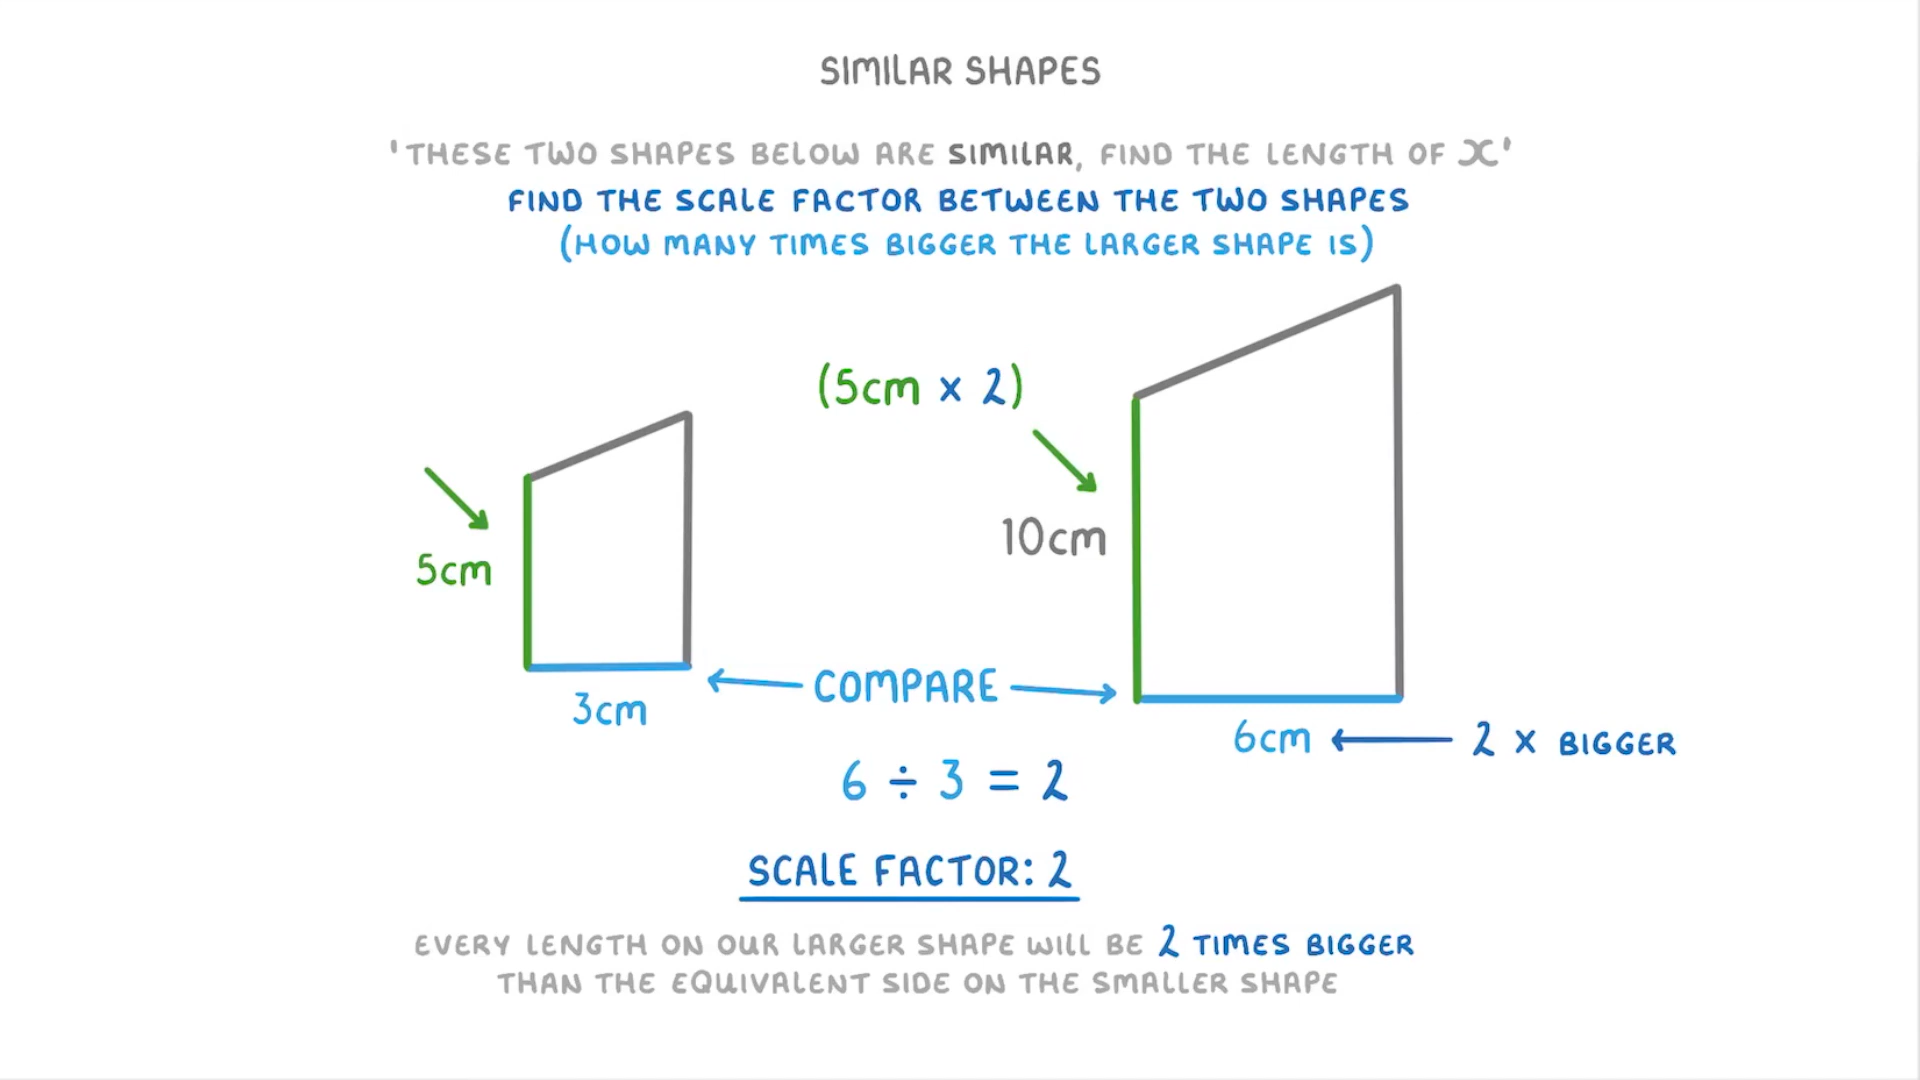 SIMILAR SHAPES
'THESE TWO SHAPES BELOW ARE SIMILAR, FIND THE LENGTH OF x'
FIND THE SCALE FACTOR BETWEEN THE TWO SHAPES
(HOW MANY TIMES BIGGER THE LARGER SHAPE IS)
(5cm x 2)
5cm
10cm
3cm
COMPARE
6cm
2 x BIGGER
6 ÷ 3 = 2
SCALE FACTOR: 2
EVERY LENGTH ON OUR LARGER SHAPE WILL BE 2 TIMES BIGGER
THAN THE EQUIVALENT SIDE ON THE SMALLER SHAPE